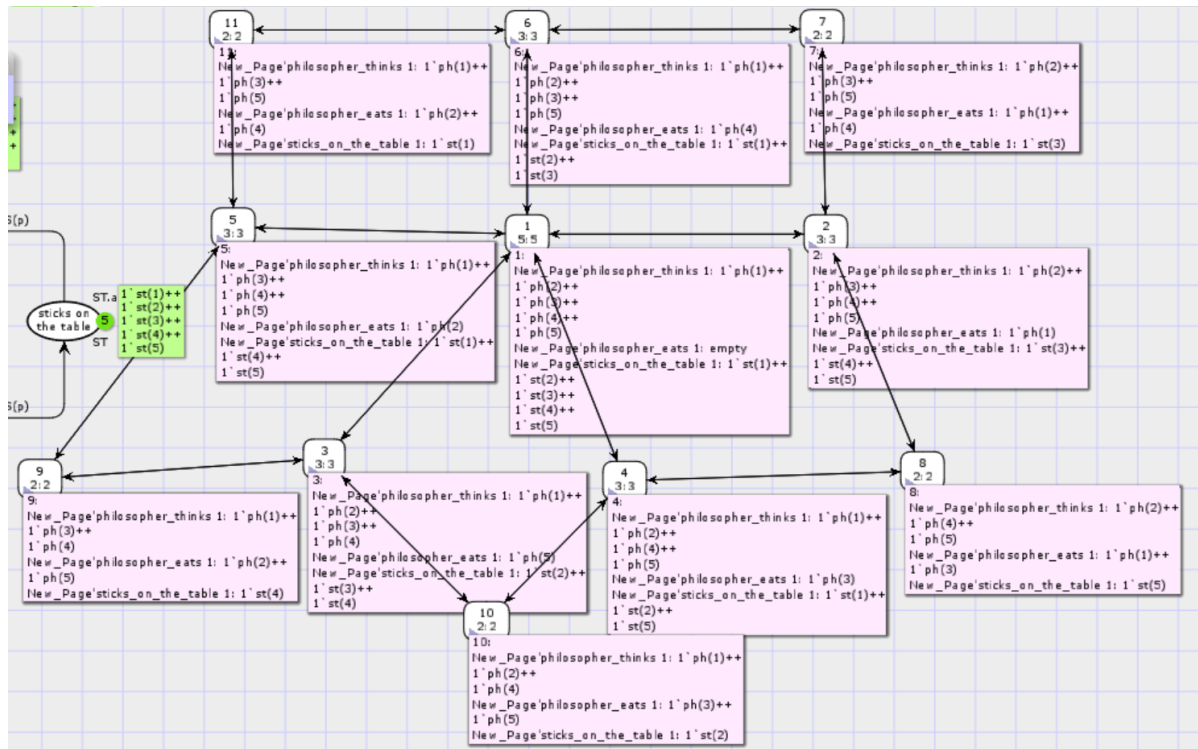 11
2:2
6
3:3
7
2:2
11:
New_Page'philosopher_thinks 1: 1`ph(1)++
1`ph(3)++
1`ph(5)
New_Page'philosopher_eats 1: 1`ph(2)++
1`ph(4)
New_Page'sticks_on_the_table 1: 1`st(1)
6:
New_Page'philosopher_thinks 1: 1`ph(1)++
1`ph(2)++
1`ph(3)++
1`ph(5)
New_Page'philosopher_eats 1: 1`ph(4)
New_Page'sticks_on_the_table 1: 1`st(1)++
1`st(2)++
1`st(3)
7:
New_Page'philosopher_thinks 1: 1`ph(2)++
1`ph(3)++
1`ph(5)
New_Page'philosopher_eats 1: 1`ph(1)++
1`ph(4)
New_Page'sticks_on_the_table 1: 1`st(3)
5
3:3
1
5:5
2
3:3
5:
New_Page'philosopher_thinks 1: 1`ph(1)++
1`ph(3)++
1`ph(4)++
1`ph(5)
New_Page'philosopher_eats 1: 1`ph(2)
New_Page'sticks_on_the_table 1: 1`st(1)++
1`st(4)++
1`st(5)
1:
New_Page'philosopher_thinks 1: 1`ph(1)++
1`ph(2)++
1`ph(3)++
1`ph(4)++
1`ph(5)
New_Page'philosopher_eats 1: empty
New_Page'sticks_on_the_table 1: 1`st(1)++
1`st(2)++
1`st(3)++
1`st(4)++
1`st(5)
2:
New_Page'philosopher_thinks 1: 1`ph(2)++
1`ph(3)++
1`ph(4)++
1`ph(5)
New_Page'philosopher_eats 1: 1`ph(1)
New_Page'sticks_on_the_table 1: 1`st(3)++
1`st(4)++
1`st(5)
S(p)
sticks on
the table
5
ST.a
ST
1`st(1)++
1`st(2)++
1`st(3)++
1`st(4)++
1`st(5)
S(p)
9
2:2
3
3:3
4
3:3
8
2:2
9:
New_Page'philosopher_thinks 1: 1`ph(1)++
1`ph(3)++
1`ph(4)
New_Page'philosopher_eats 1: 1`ph(2)++
1`ph(5)
New_Page'sticks_on_the_table 1: 1`st(4)
3:
New_Page'philosopher_thinks 1: 1`ph(1)++
1`ph(2)++
1`ph(3)++
1`ph(4)
New_Page'philosopher_eats 1: 1`ph(5)
New_Page'sticks_on_the_table 1: 1`st(2)++
1`st(3)++
1`st(4)
4:
New_Page'philosopher_thinks 1: 1`ph(1)++
1`ph(2)++
1`ph(4)++
1`ph(5)
New_Page'philosopher_eats 1: 1`ph(3)
New_Page'sticks_on_the_table 1: 1`st(1)++
1`st(2)++
1`st(5)
8:
New_Page'philosopher_thinks 1: 1`ph(2)++
1`ph(4)++
1`ph(5)
New_Page'philosopher_eats 1: 1`ph(1)++
1`ph(3)
New_Page'sticks_on_the_table 1: 1`st(5)
10
2:2
10:
New_Page'philosopher_thinks 1: 1`ph(1)++
1`ph(2)++
1`ph(4)
New_Page'philosopher_eats 1: 1`ph(3)++
1`ph(5)
New_Page'sticks_on_the_table 1: 1`st(2)